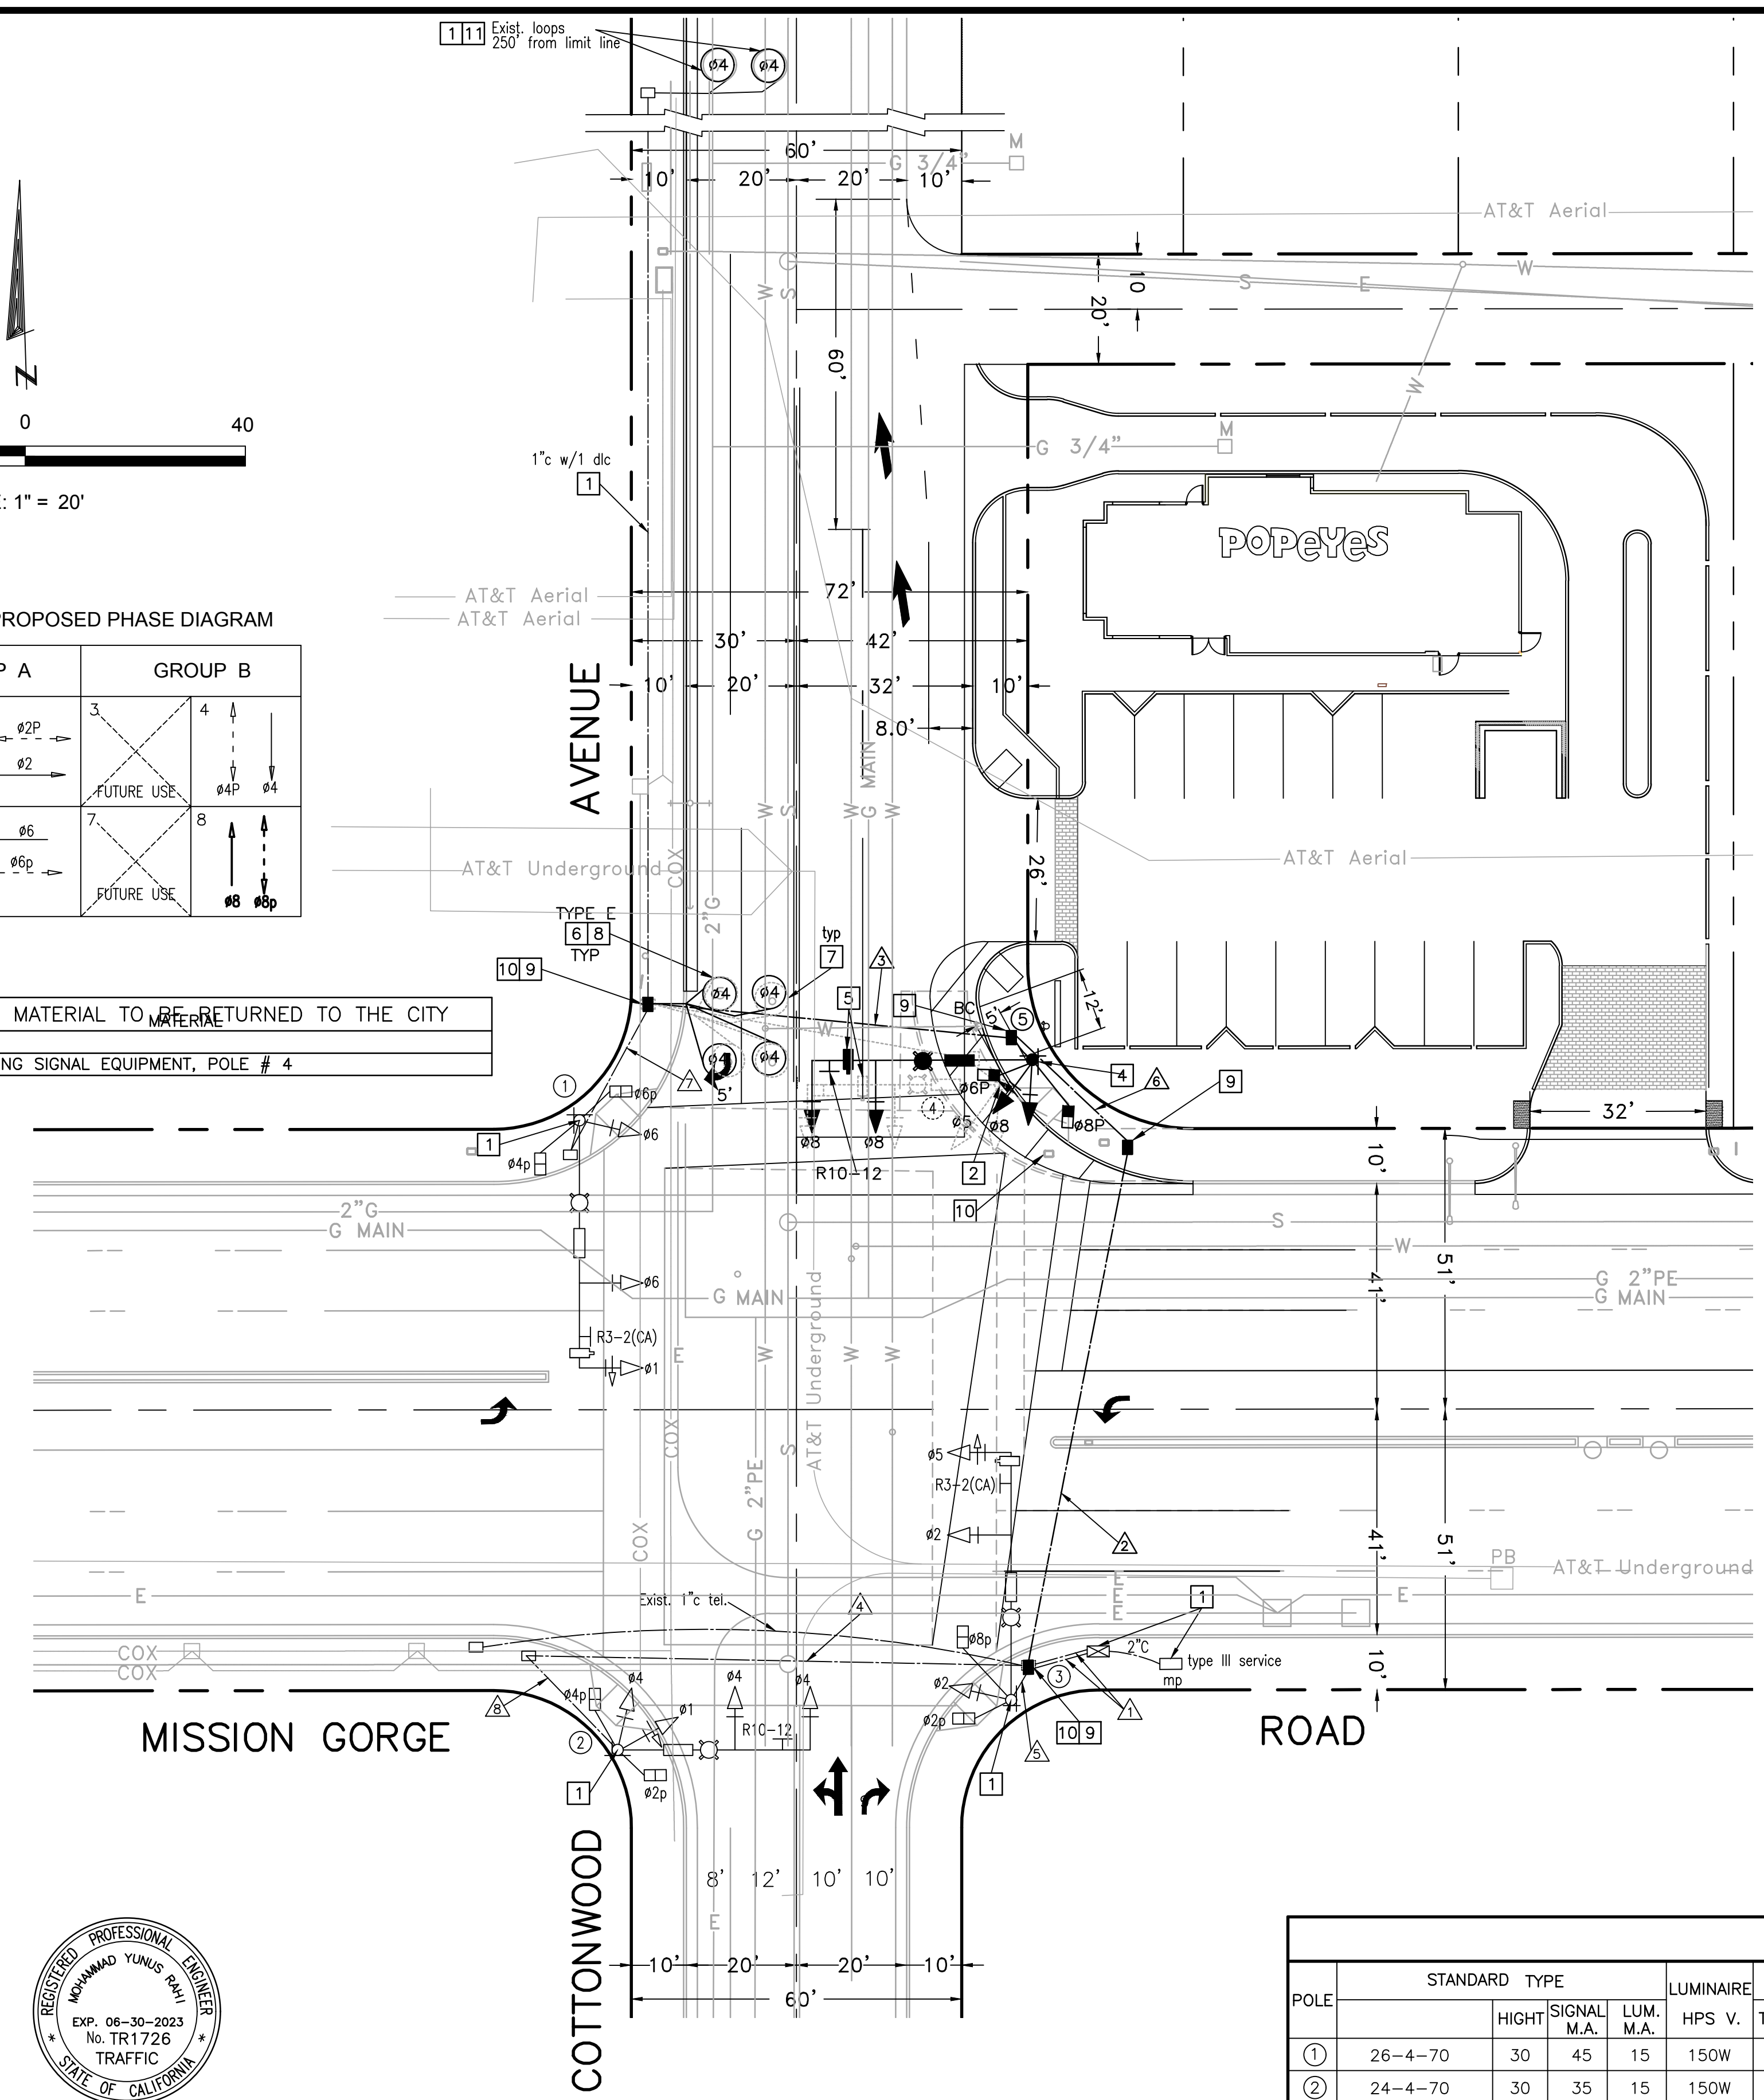 1 11 Exist. loops
250' from limit line
ø4 ø4
60'
G 3/4" M
10' 20' 20' 10'
AT&T Aerial
W
S
E
10
20'
W
S
60'
N
0 40
: 1" = 20'
W
G 3/4" M
1"c w/1 dlc
1
POPEYES
72'
AT&T Aerial
AT&T Aerial
30' 42'
10' 20' 32' 10'
8.0'
AVENUE
PROPOSED PHASE DIAGRAM
P A GROUP B
ø2P
ø2
3
FUTURE USE
4
ø4P ø4
ø6
ø6p
7
FUTURE USE
8
ø8 ø8p
G MAIN
W S W W
AT&T Underground
COX
2"G
26'
AT&T Aerial
TYPE E
6 8
TYP
typ
7
3
5
9
BC
5
5'
12'
10 9
ø4 ø4
ø4 ø4
W
5'
MATERIAL TO BE RETURNED TO THE CITY
MATERIAL
NG SIGNAL EQUIPMENT, POLE # 4
1
7
ø6p
ø6
1
ø4p
ø6P
4
ø5
ø8
ø8 ø8
R10-12
2
10
4
6
9
ø8P
32'
10'
2"G
G MAIN
S
W
G 2"PE
G MAIN
G MAIN
ø6
R3-2(CA)
ø1
E
W W W
AT&T Underground
41'
51'
COX
G 2"PE
S
ø5
R3-2(CA)
ø2
2
41'
51'
PB
AT&T Underground
E
E
E
E
E
Exist. 1"c tel.
4
COX
COX
COX
ø8p
1
2"C
type III service
mp
10'
3
1
8
ø4p
ø4 ø4 ø4
ø1
R10-12
2
1
ø2p
ø2
ø2p
10 9
5
1
MISSION GORGE
ROAD
COTTONWOOD
8' 12' 10' 10'
E
10' 20' 20' 10'
60'
REGISTERED PROFESSIONAL ENGINEER
MOHAMMAD YUNUS RAHI
EXP. 06-30-2023
No. TR1726
TRAFFIC
STATE OF CALIFORNIA
POLE STANDARD TYPE LUMINAIRE
HIGHT SIGNAL M.A. LUM. M.A. HPS V.
1 26-4-70 30 45 15 150W
2 24-4-70 30 35 15 150W